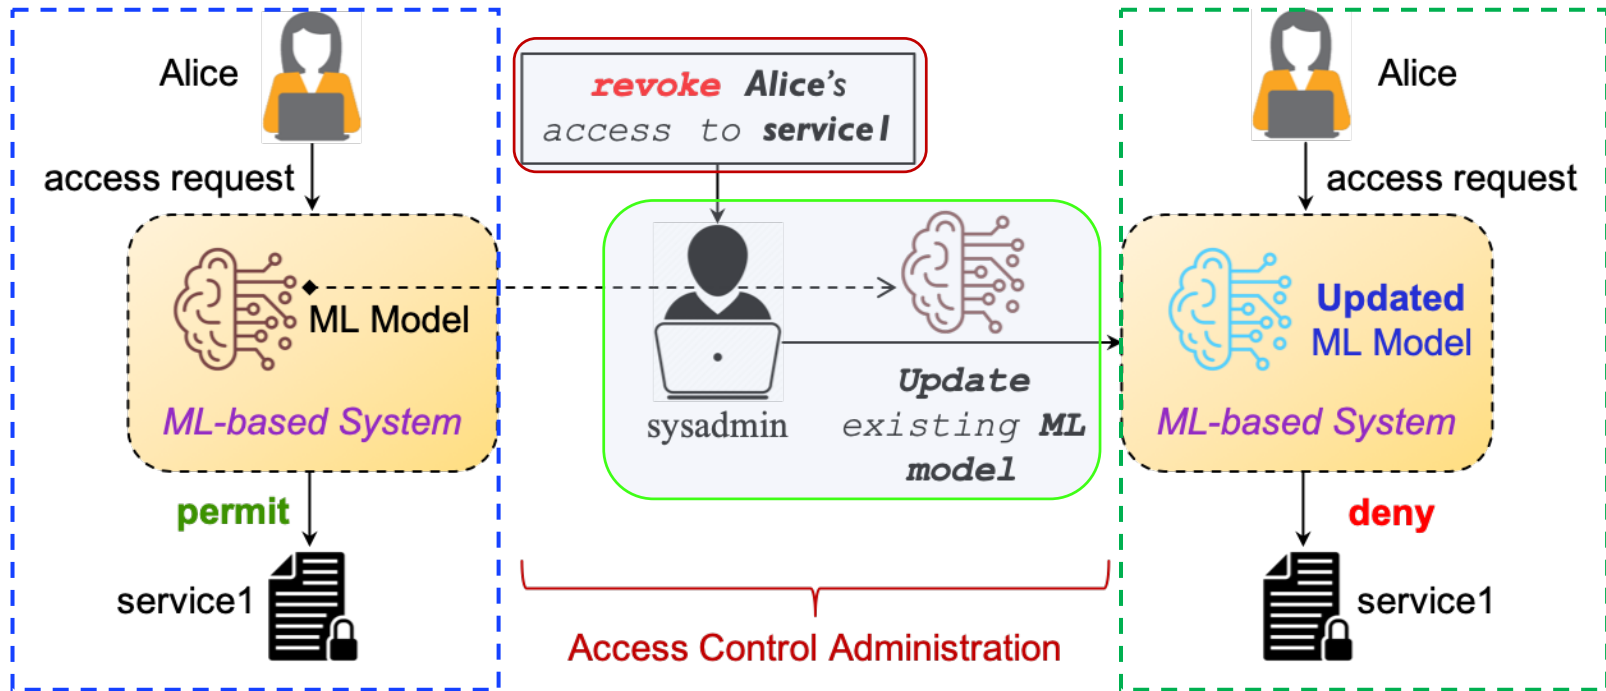 Alice
access request
ML Model
ML-based System
permit
service1
revoke Alice's
access to service1
sysadmin
Update
existing ML
model
Access Control Administration
Alice
access request
Updated
ML Model
ML-based System
deny
service1